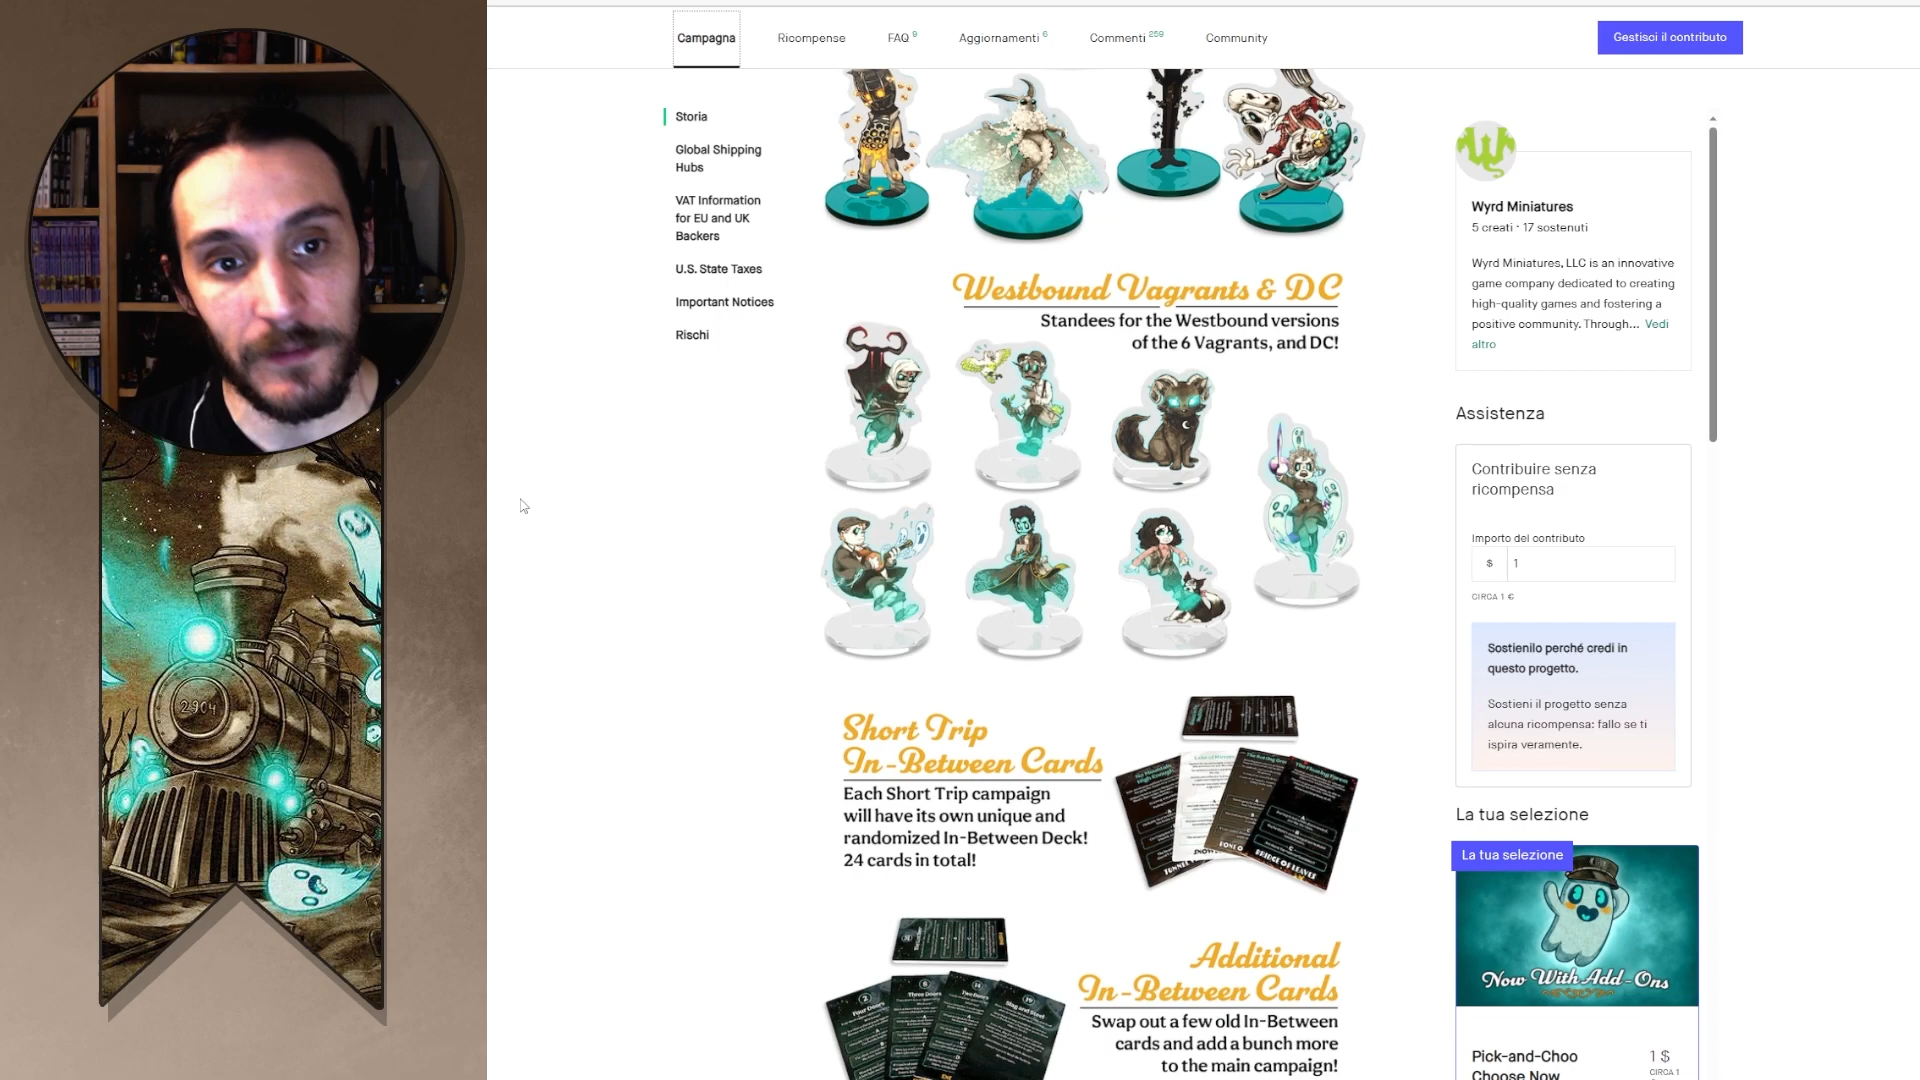 Campagna
Ricompense
FAQ 9
Aggiornamenti 6
Commenti 259
Community
Gestisci il contributo
Storia
Global Shipping
Hubs
VAT Information
for EU and UK
Backers
U.S. State Taxes
Important Notices
Rischi
Westbound Vagrants & DC
Standees for the Westbound versions
of the 6 Vagrants, and DC!
Short Trip
In-Between Cards
Each Short Trip campaign
will have its own unique and
randomized In-Between Deck!
24 cards in total!
Additional
In-Between Cards
Swap out a few old In-Between
cards and add a bunch more
to the main campaign!
Wyrd Miniatures
5 creati · 17 sostenuti
Wyrd Miniatures, LLC is an innovative
game company dedicated to creating
high-quality games and fostering a
positive community. Through... Vedi
altro
Assistenza
Contribuire senza
ricompensa
Importo del contributo
$ 1
CIRCA 1 €
Sostienilo perché credi in
questo progetto.
Sostieni il progetto senza
alcuna ricompensa: fallo se ti
ispira veramente.
La tua selezione
La tua selezione
Now With Add-Ons
Pick-and-Choo
Choose Now
1 $
CIRCA 1
2904